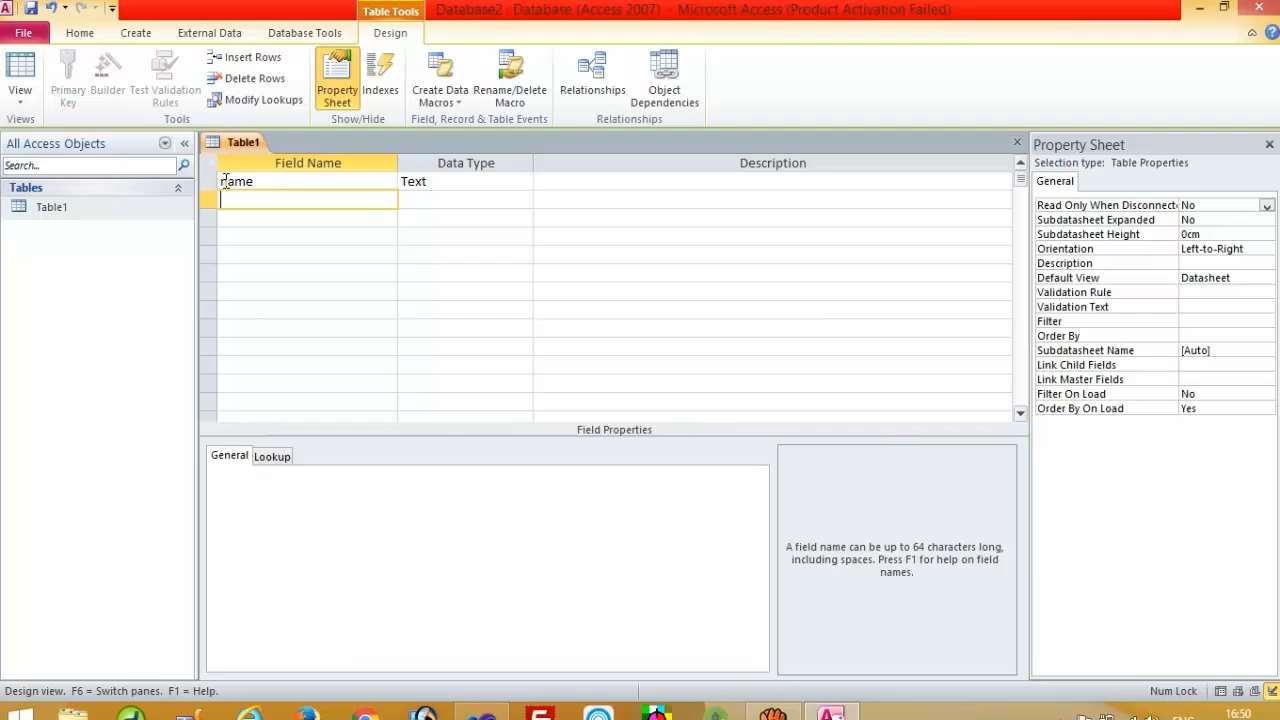 Table Tools
Database2 : Database (Access 2007) - Microsoft Access (Product Activation Failed)
File
Home
Create
External Data
Database Tools
Design
View
Primary Key
Builder
Test Validation Rules
Insert Rows
Delete Rows
Modify Lookups
Property Sheet
Indexes
Create Data Macros
Rename/Delete Macro
Relationships
Object Dependencies
Views
Tools
Show/Hide
Field, Record & Table Events
Relationships
All Access Objects
Search...
Tables
Table1
Table1
Field Name
Data Type
Description
name
Text
Field Properties
General
Lookup
A field name can be up to 64 characters long,
including spaces. Press F1 for help on field
names.
Property Sheet
Selection type: Table Properties
General
Read Only When Disconnect No
Subdatasheet Expanded No
Subdatasheet Height 0cm
Orientation Left-to-Right
Description
Default View Datasheet
Validation Rule
Validation Text
Filter
Order By
Subdatasheet Name [Auto]
Link Child Fields
Link Master Fields
Filter On Load No
Order By On Load Yes
Design view. F6 = Switch panes. F1 = Help.
Num Lock
ENG
16:50